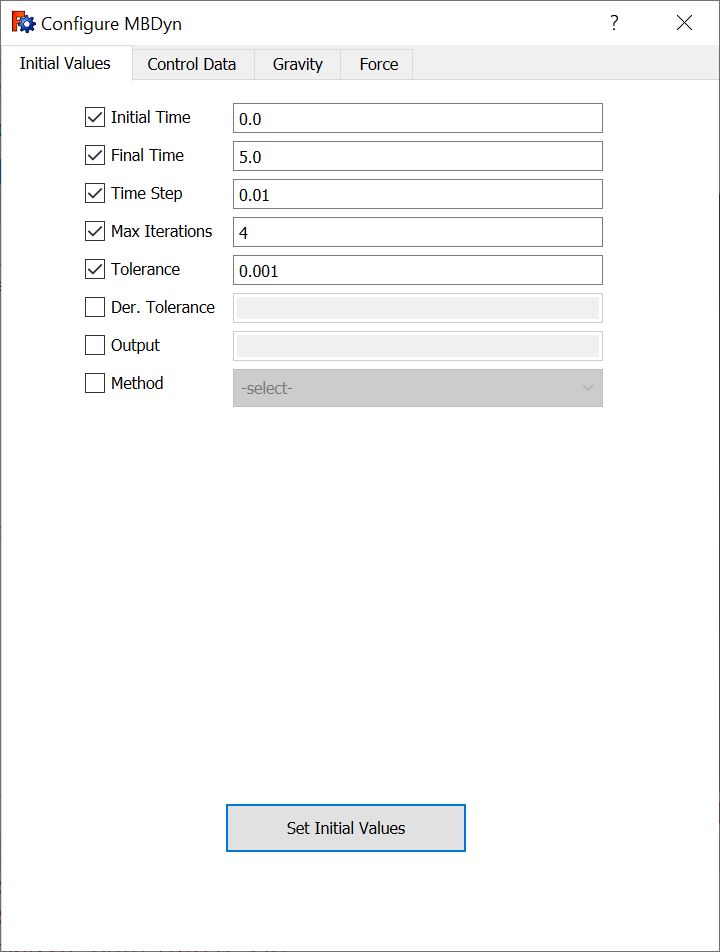 Configure MBDyn
Initial Values Control Data Gravity Force
Initial Time 0.0
Final Time 5.0
Time Step 0.01
Max Iterations 4
Tolerance 0.001
Der. Tolerance
Output
Method -select-
Set Initial Values